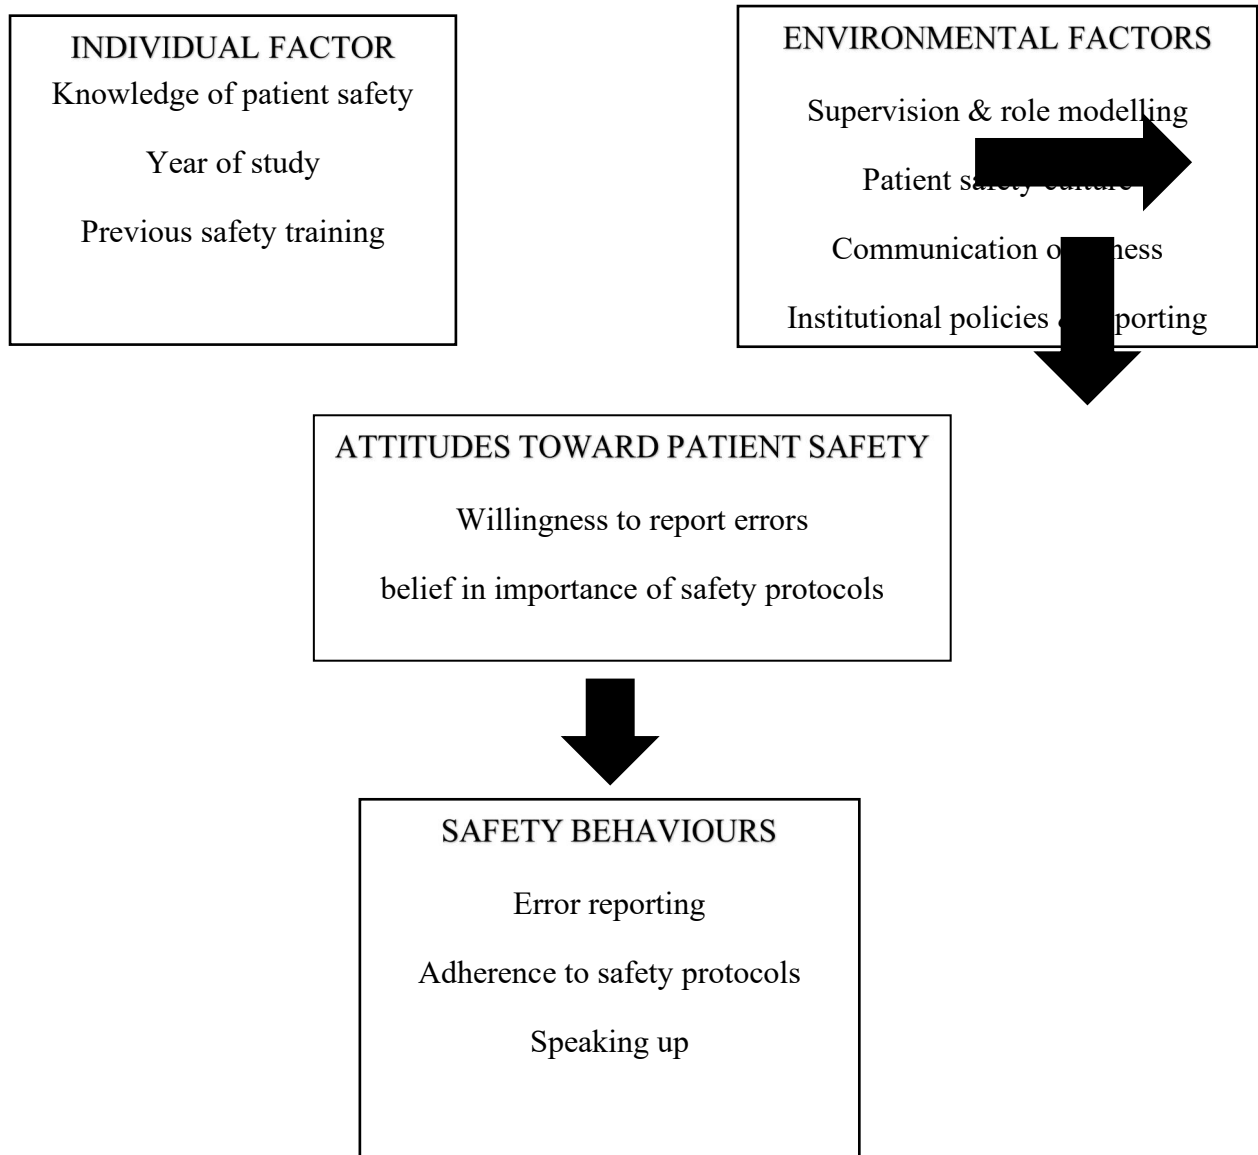 INDIVIDUAL FACTOR
Knowledge of patient safety
Year of study
Previous safety training
ENVIRONMENTAL FACTORS
Supervision & role modelling
Patient safety culture
Communication
Institutional policies
ATTITUDES TOWARD PATIENT SAFETY
Willingness to report errors
belief in importance of safety protocols
SAFETY BEHAVIOURS
Error reporting
Adherence to safety protocols
Speaking up